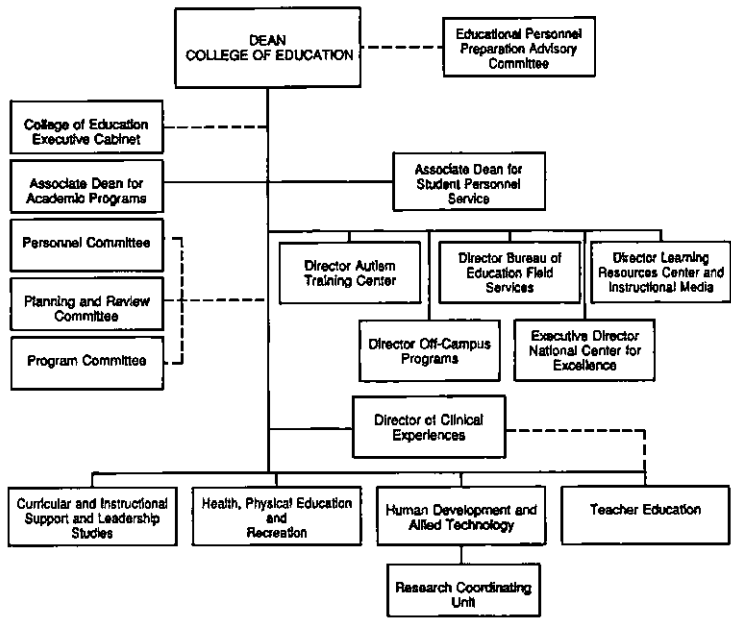 DEAN
COLLEGE OF EDUCATION
Educational Personnel
Preparation Advisory
Committee
College of Education
Executive Cabinet
Associate Dean for
Academic Programs
Associate Dean for
Student Personnel
Service
Personnel Committee
Planning and Review
Committee
Program Committee
Director Autism
Training Center
Director Bureau of
Education Field
Services
Director Learning
Resources Center and
Instructional Media
Director Off-Campus
Programs
Executive Director
National Center for
Excellence
Director of Clinical
Experiences
Curricular and Instructional
Support and Leadership
Studies
Health, Physical Education
and
Recreation
Human Development and
Allied Technology
Teacher Education
Research Coordinating
Unit